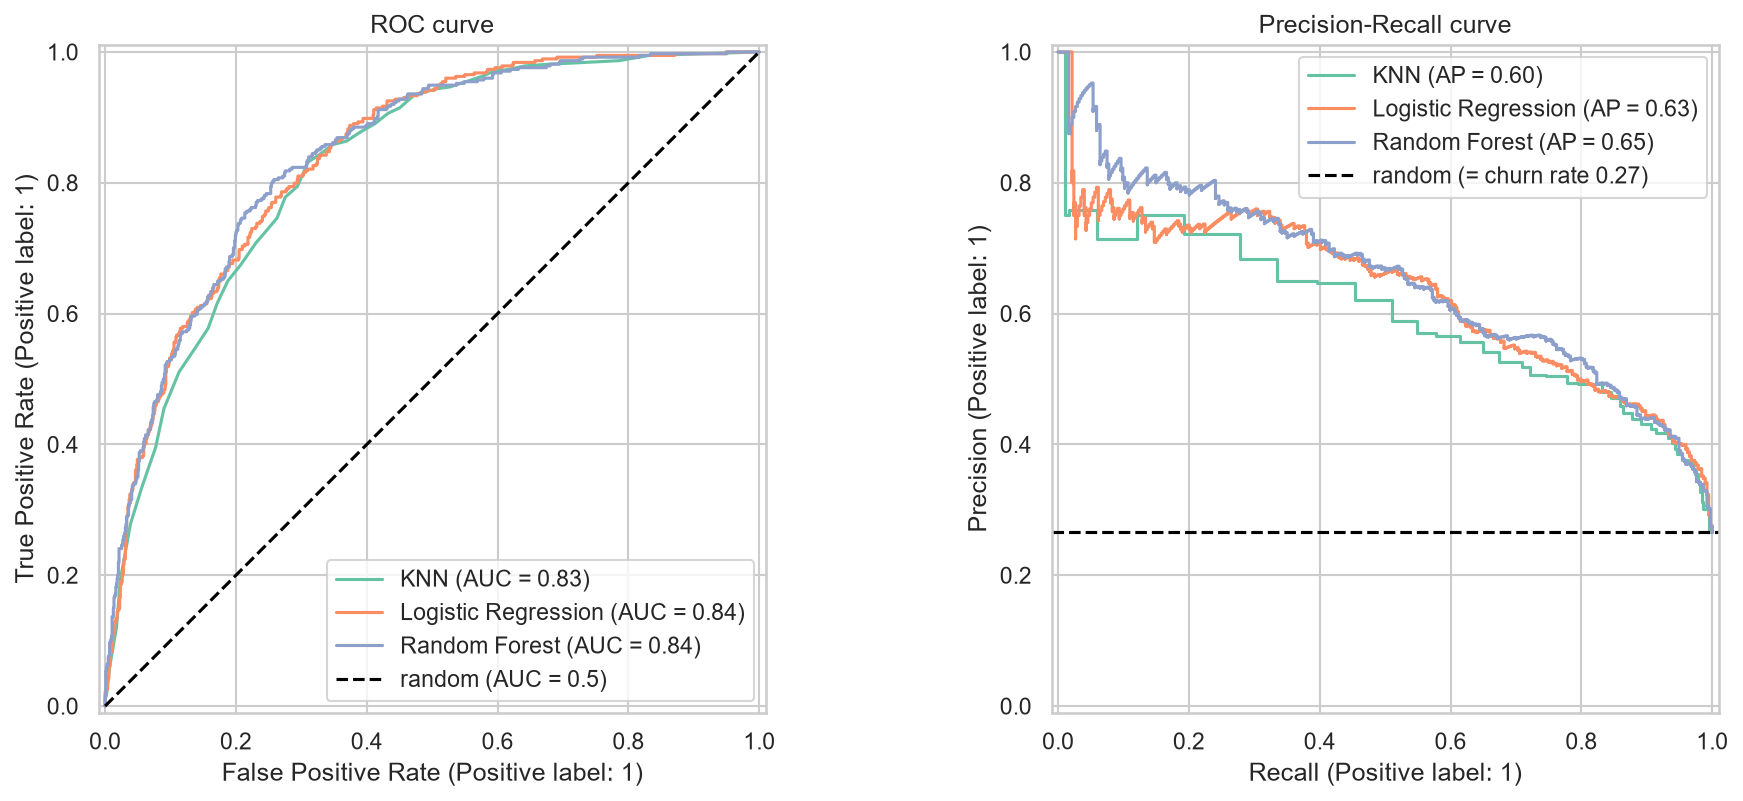 ROC curve
True Positive Rate (Positive label: 1)
1.0
0.8
0.6
0.4
0.2
0.0
KNN (AUC = 0.83)
Logistic Regression (AUC = 0.84)
Random Forest (AUC = 0.84)
random (AUC = 0.5)
0.0 0.2 0.4 0.6 0.8 1.0
False Positive Rate (Positive label: 1)
Precision-Recall curve
Precision (Positive label: 1)
1.0
0.8
0.6
0.4
0.2
0.0
KNN (AP = 0.60)
Logistic Regression (AP = 0.63)
Random Forest (AP = 0.65)
random (= churn rate 0.27)
0.0 0.2 0.4 0.6 0.8 1.0
Recall (Positive label: 1)